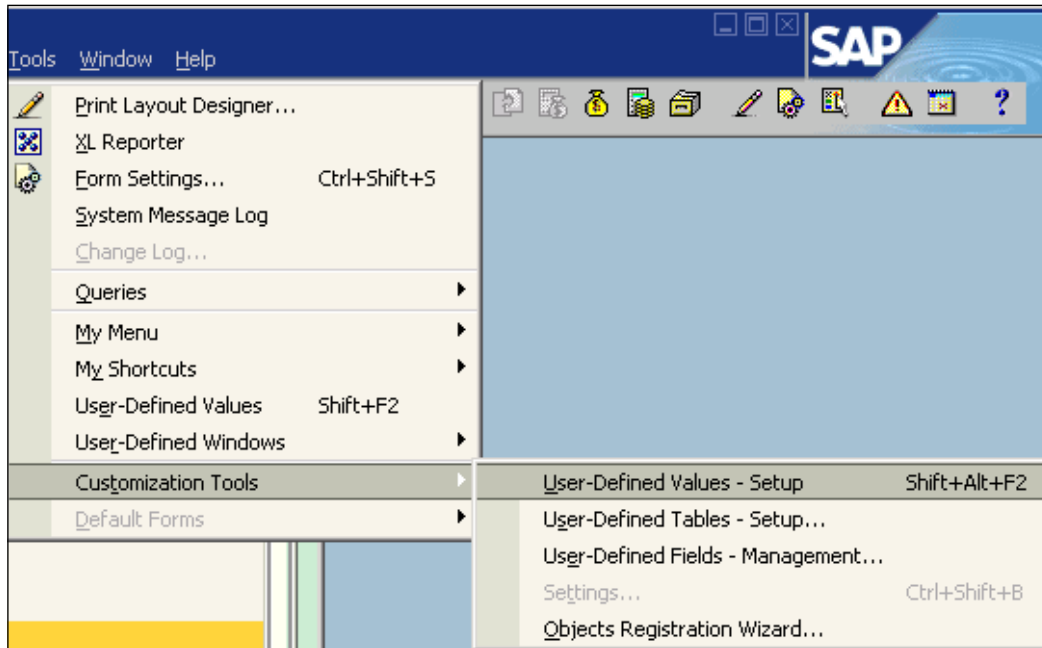 SAP
Tools Window Help
Print Layout Designer...
XL Reporter
Form Settings... Ctrl+Shift+S
System Message Log
Change Log...
Queries
My Menu
My Shortcuts
User-Defined Values Shift+F2
User-Defined Windows
Customization Tools
Default Forms
User-Defined Values - Setup Shift+Alt+F2
User-Defined Tables - Setup...
User-Defined Fields - Management...
Settings... Ctrl+Shift+B
Objects Registration Wizard...